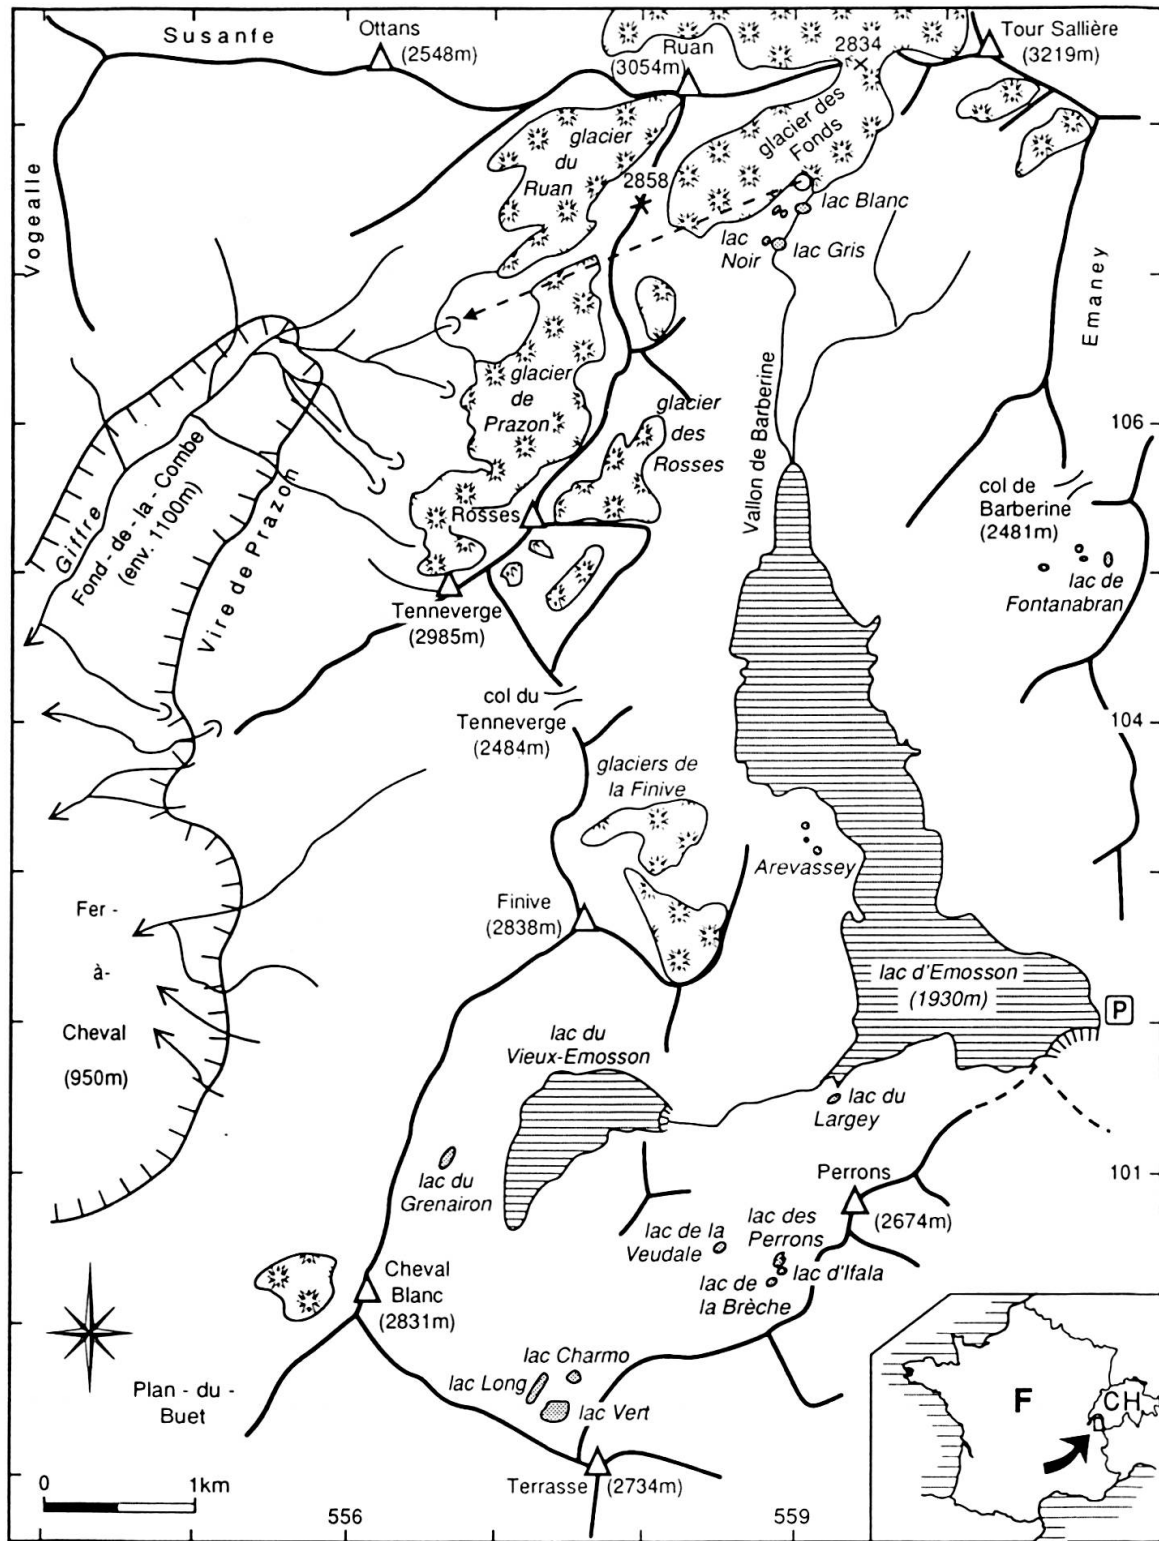 Susanfe
Ottans
(2548m)
Ruan
(3054m)
2834
Tour Sallière
(3219m)
Vogealle
glacier
du
Ruan
2858
glacier des
Fonds
lac Blanc
lac
Noir
lac Gris
Emaney
glacier
de
Prazon
glacier
des
Rosses
Vallon de Barberine
106
col de
Barberine
(2481m)
lac de
Fontanabran
Giffre
Fond-de-la-Combe
(env. 1100m)
Vire de Prazon
Rosses
Tenneverge
(2985m)
col du
Tenneverge
(2484m)
104
glaciers de
la Finive
Arevassey
Fer -
à-
Cheval
(950m)
Finive
(2838m)
lac d'Emosson
(1930m)
P
lac du
Vieux-Emosson
lac du
Largey
lac du
Grenairon
101
Perrons
(2674m)
lac de la
Veudale
lac des
Perrons
lac d'Ifala
lac de
la Brèche
Cheval
Blanc
(2831m)
Plan - du -
Buet
lac Charmo
lac Long
lac Vert
Terrasse
(2734m)
0
1km
556
559
F
CH